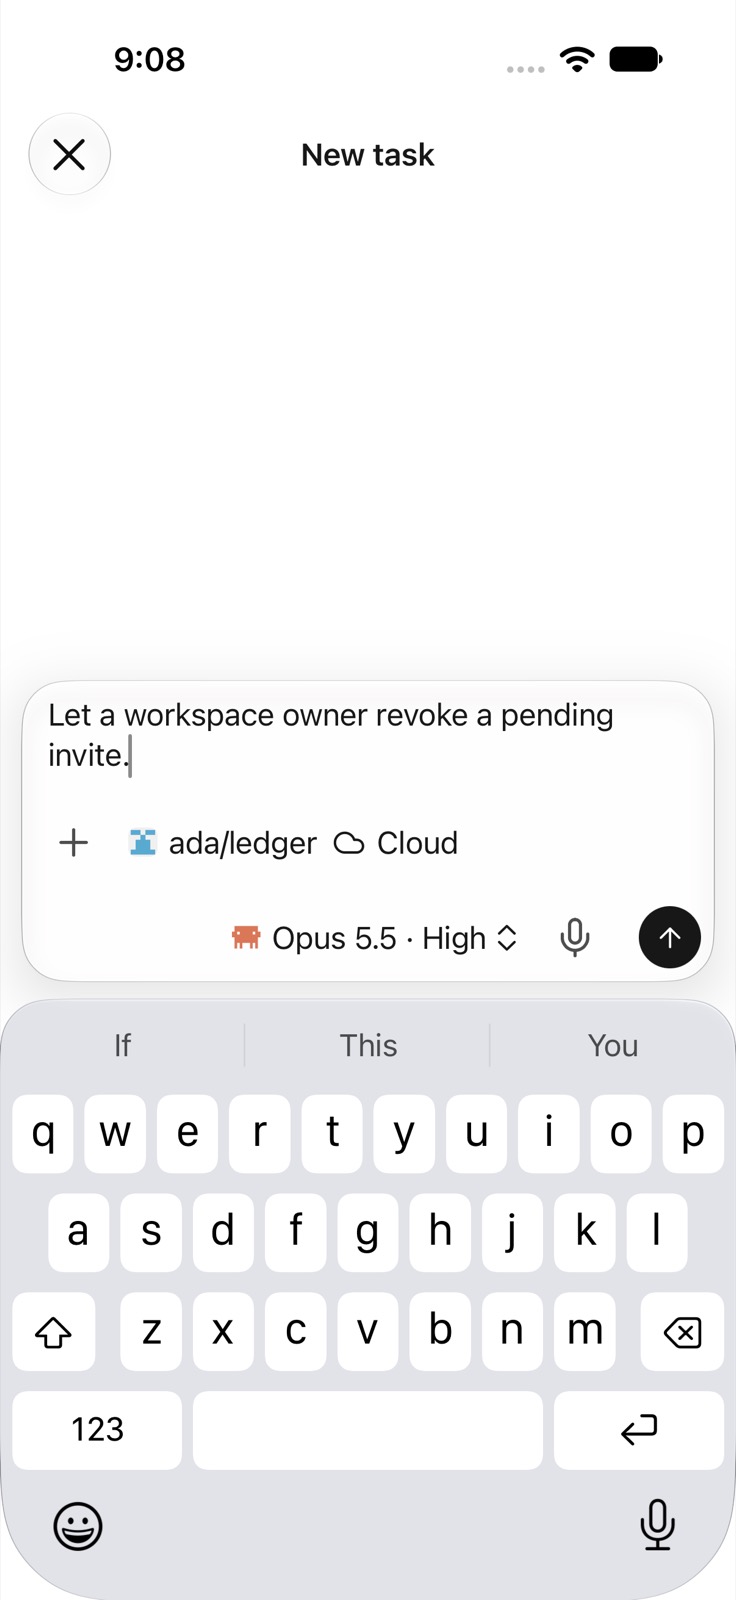 9:08
New task
Let a workspace owner revoke a pending
invite.
ada/ledger Cloud
Opus 5.5 · High
If This You
q w e r t y u i o p
a s d f g h j k l
z x c v b n m
123